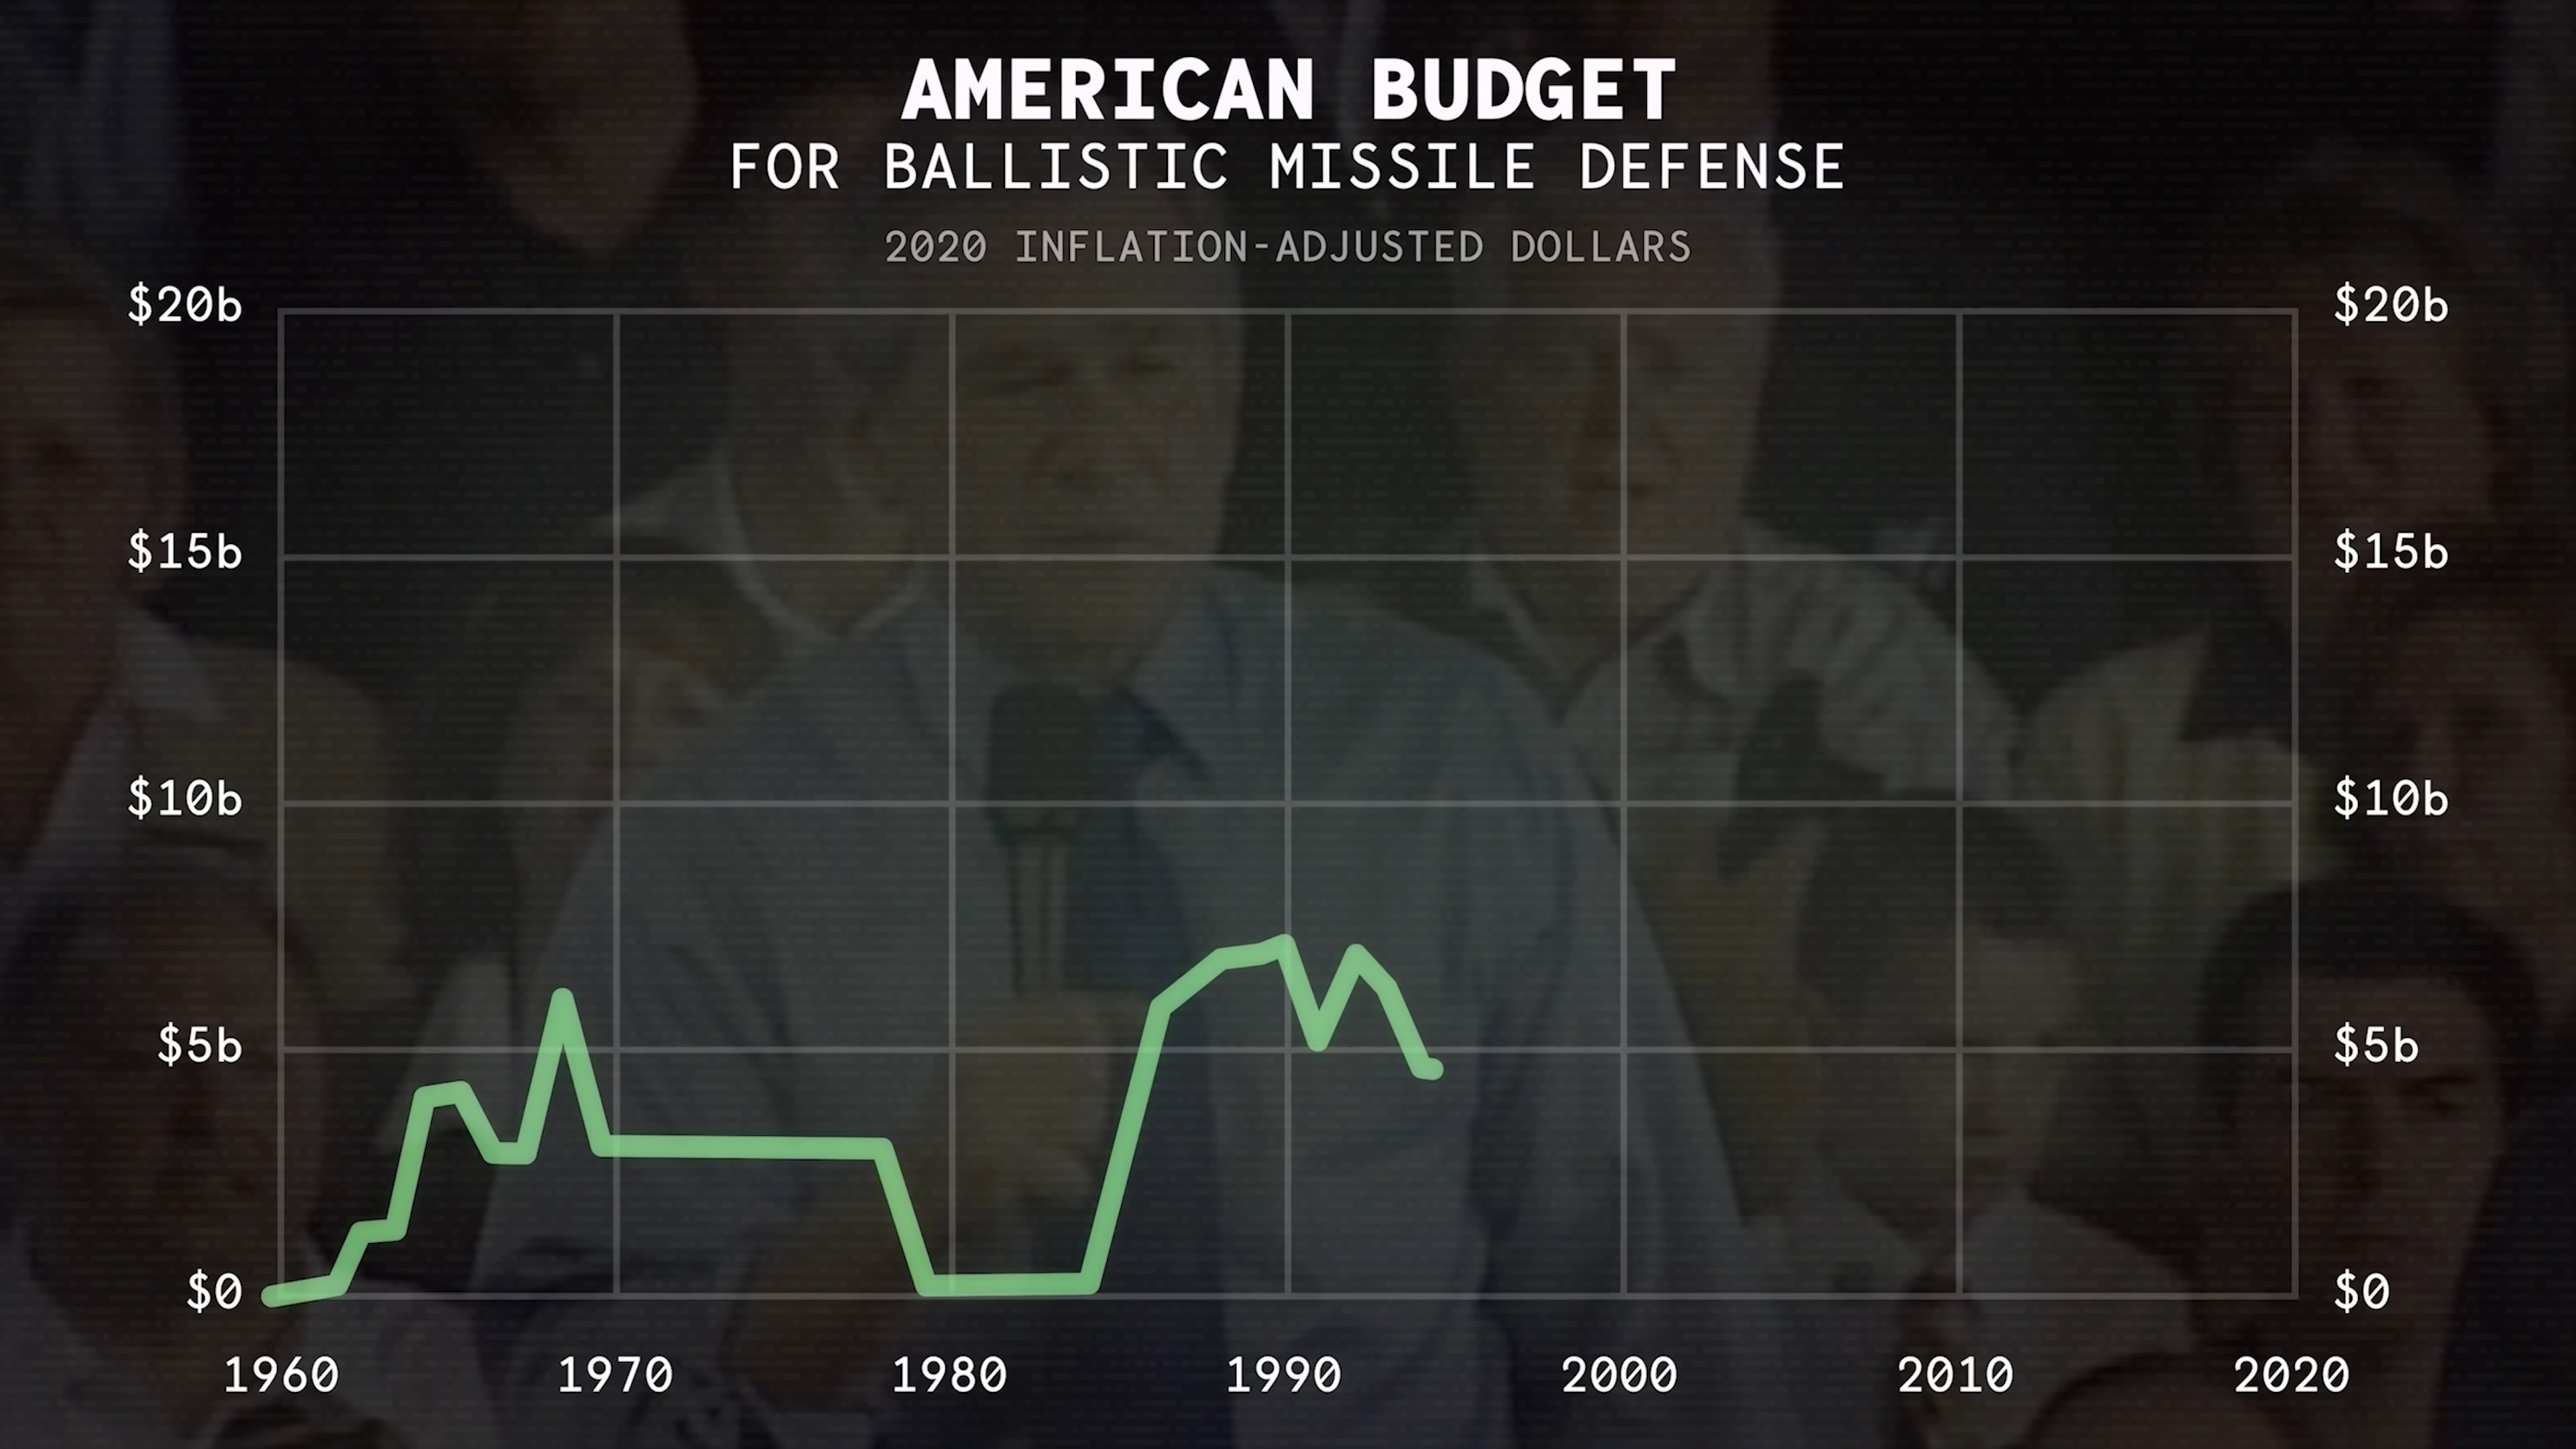 AMERICAN BUDGET
FOR BALLISTIC MISSILE DEFENSE
2020 INFLATION-ADJUSTED DOLLARS
$20b $20b
$15b $15b
$10b $10b
$5b $5b
$0 $0
1960 1970 1980 1990 2000 2010 2020